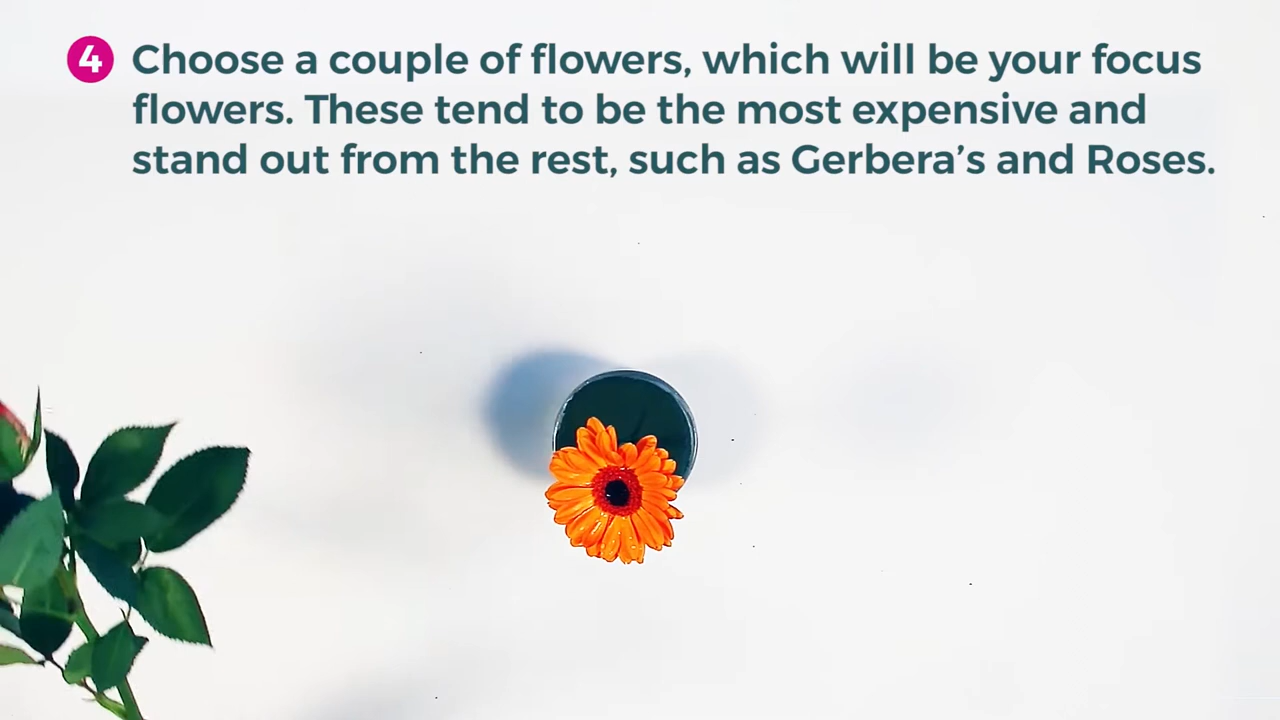 4 Choose a couple of flowers, which will be your focus
flowers. These tend to be the most expensive and
stand out from the rest, such as Gerbera’s and Roses.